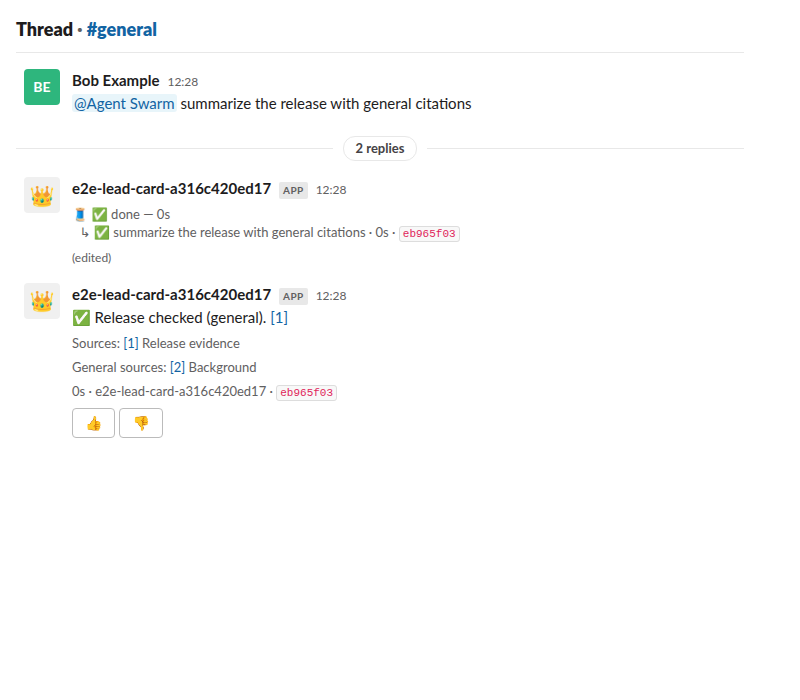 Thread • #general
BE
Bob Example 12:28
@Agent Swarm summarize the release with general citations
2 replies
e2e-lead-card-a316c420ed17 APP 12:28
🧵 ✅ done — 0s
↳ ✅ summarize the release with general citations · 0s · eb965f03
(edited)
e2e-lead-card-a316c420ed17 APP 12:28
✅ Release checked (general). [1]
Sources: [1] Release evidence
General sources: [2] Background
0s · e2e-lead-card-a316c420ed17 · eb965f03
👍 👎